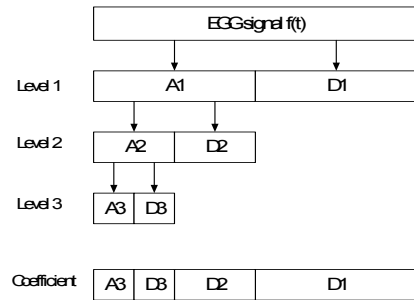 EGG signal f(t)
Level 1 A1 D1
Level 2 A2 D2
Level 3 A3 D3
Coefficient A3 D3 D2 D1